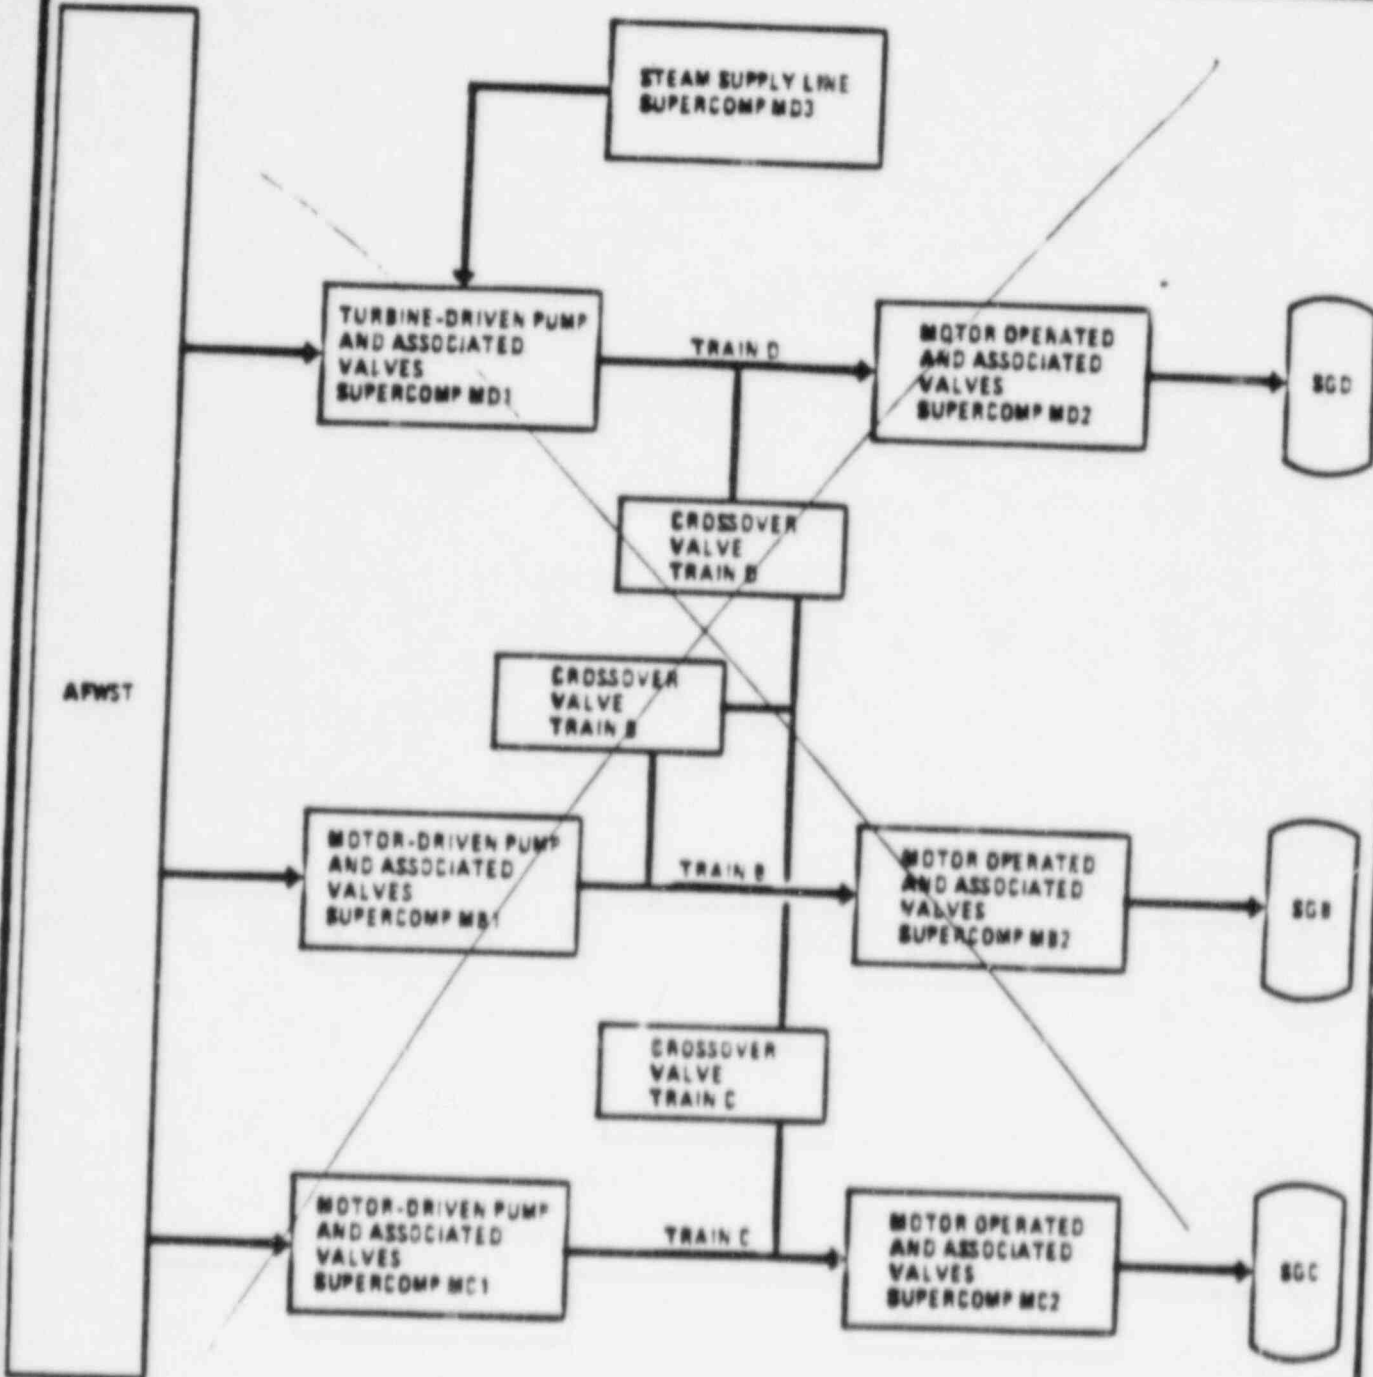 STEAM SUPPLY LINE
SUPERCOMP MD3
TURBINE-DRIVEN PUMP
AND ASSOCIATED
VALVES
SUPERCOMP MD1
TRAIN D
MOTOR OPERATED
AND ASSOCIATED
VALVES
SUPERCOMP MD2
SGD
CROSSOVER
VALVE
TRAIN B
CROSSOVER
VALVE
TRAIN B
AFWST
MOTOR-DRIVEN PUMP
AND ASSOCIATED
VALVES
SUPERCOMP MB1
TRAIN B
MOTOR OPERATED
AND ASSOCIATED
VALVES
SUPERCOMP MB2
SGB
CROSSOVER
VALVE
TRAIN C
MOTOR-DRIVEN PUMP
AND ASSOCIATED
VALVES
SUPERCOMP MC1
TRAIN C
MOTOR OPERATED
AND ASSOCIATED
VALVES
SUPERCOMP MC2
SGC